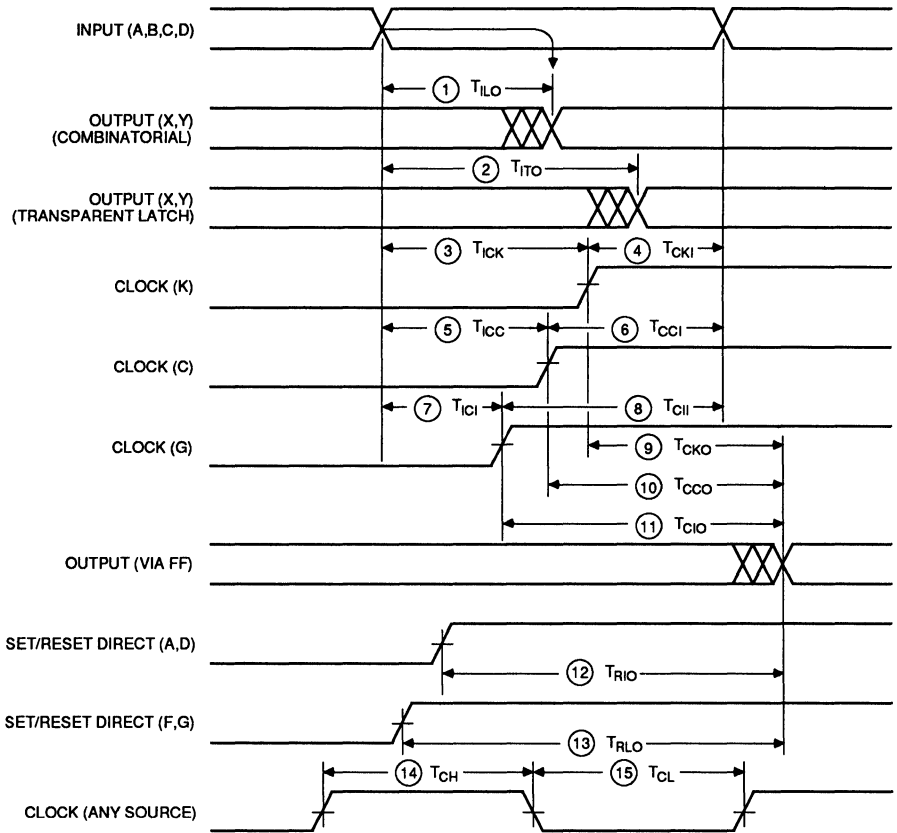 INPUT (A,B,C,D)
1 TILO
OUTPUT (X,Y)
(COMBINATORIAL)
2 TITO
OUTPUT (X,Y)
(TRANSPARENT LATCH)
3 TICK 4 TCKI
CLOCK (K)
5 TICC 6 TCCI
CLOCK (C)
7 TICI 8 TCII
CLOCK (G)
9 TCKO
10 TCCO
11 TCIO
OUTPUT (VIA FF)
SET/RESET DIRECT (A,D)
12 TRIO
SET/RESET DIRECT (F,G)
13 TRLO
14 TCH 15 TCL
CLOCK (ANY SOURCE)